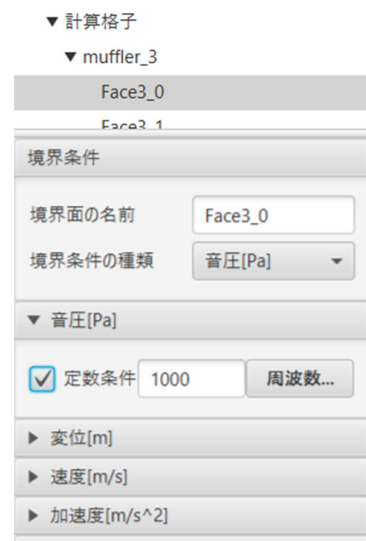 ▼ 計算格子
▼ muffler_3
Face3_0
Face3_1
境界条件
境界面の名前 Face3_0
境界条件の種類 音圧[Pa]
▼ 音圧[Pa]
定数条件 1000 周波数...
▶ 変位[m]
▶ 速度[m/s]
▶ 加速度[m/s^2]